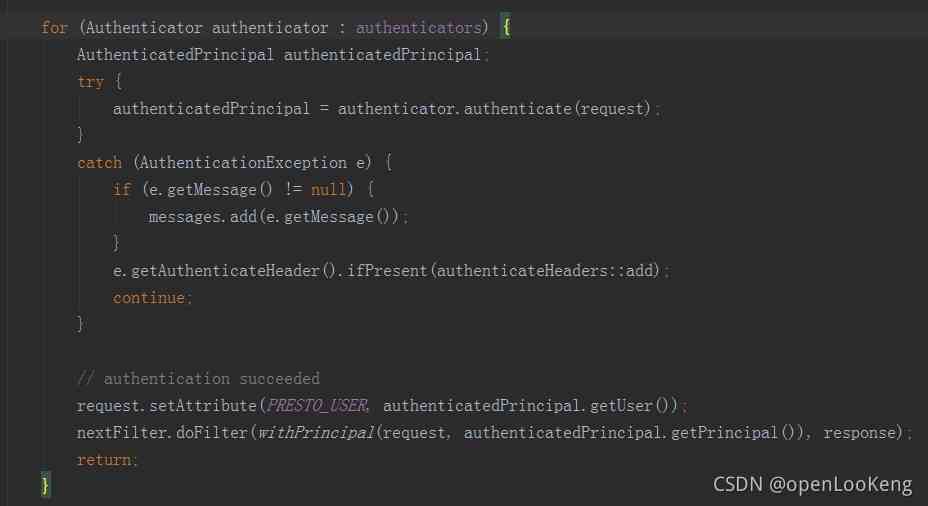 for (Authenticator authenticator : authenticators) {
    AuthenticatedPrincipal authenticatedPrincipal;
    try {
        authenticatedPrincipal = authenticator.authenticate(request);
    }
    catch (AuthenticationException e) {
        if (e.getMessage() != null) {
            messages.add(e.getMessage());
        }
        e.getAuthenticateHeader().ifPresent(authenticateHeaders::add);
        continue;
    }

    // authentication succeeded
    request.setAttribute(PRESTO_USER, authenticatedPrincipal.getUser());
    nextFilter.doFilter(withPrincipal(request, authenticatedPrincipal.getPrincipal()), response);
    return;
}
CSDN @openLooKeng